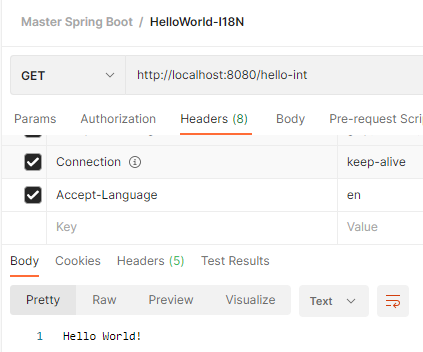 Master Spring Boot / HelloWorld-I18N
GET http://localhost:8080/hello-int
Params Authorization Headers (8) Body Pre-request Scri
Connection keep-alive
Accept-Language en
Key Value
Body Cookies Headers (5) Test Results
Pretty Raw Preview Visualize Text
1 Hello World!